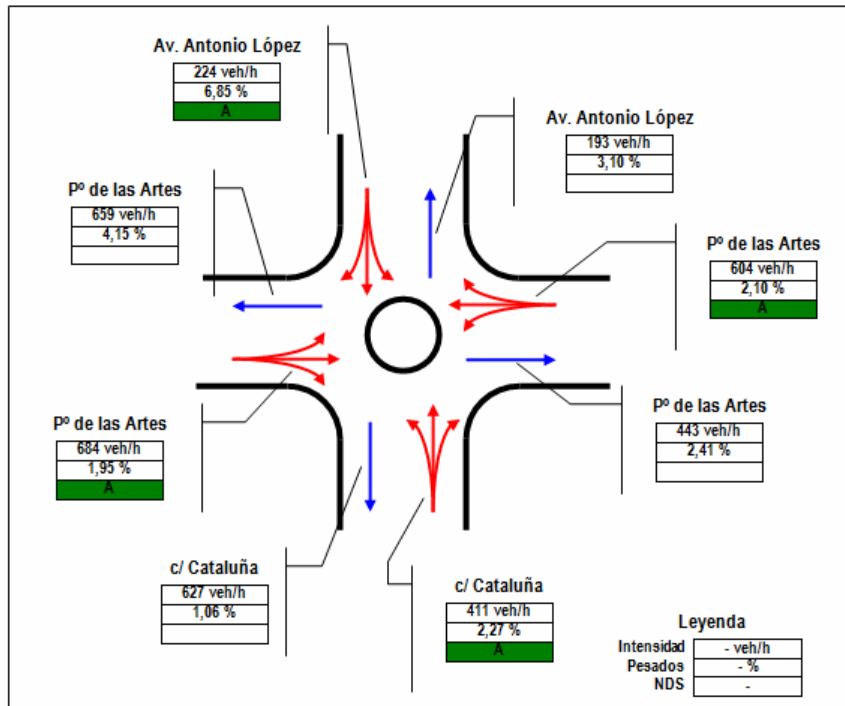 Av. Antonio López
224 veh/h
6,85 %
A
Av. Antonio López
193 veh/h
3,10 %
Pº de las Artes
659 veh/h
4,15 %
Pº de las Artes
604 veh/h
2,10 %
A
Pº de las Artes
684 veh/h
1,95 %
A
Pº de las Artes
443 veh/h
2,41 %
c/ Cataluña
627 veh/h
1,06 %
c/ Cataluña
411 veh/h
2,27 %
A
Leyenda
Intensidad - veh/h
Pesados - %
NDS -